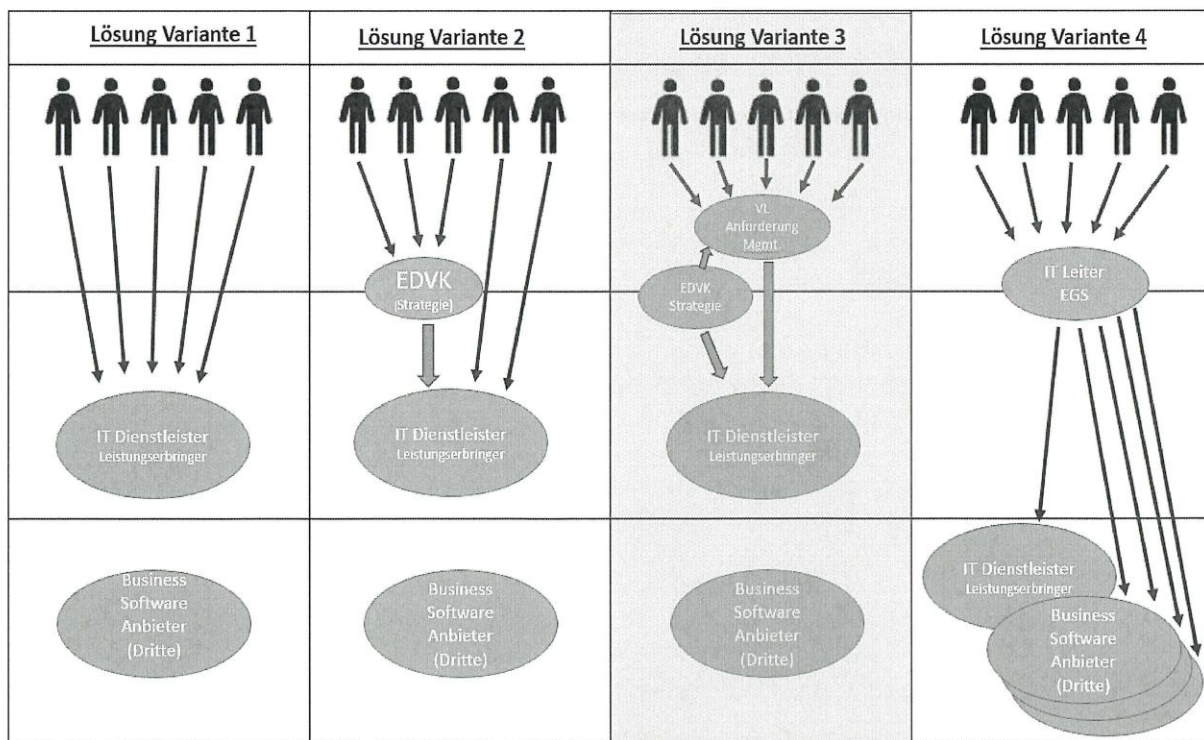 Lösung Variante 1
Lösung Variante 2
Lösung Variante 3
Lösung Variante 4
EDVK
(Strategie)
VL
Anforderung
Mgmt.
EDVK
Strategie
IT Leiter
EGS
IT Dienstleister
Leistungserbringer
IT Dienstleister
Leistungserbringer
IT Dienstleister
Leistungserbringer
IT Dienstleister
Leistungserbringer
Business
Software
Anbieter
(Dritte)
Business
Software
Anbieter
(Dritte)
Business
Software
Anbieter
(Dritte)
Business
Software
Anbieter
(Dritte)